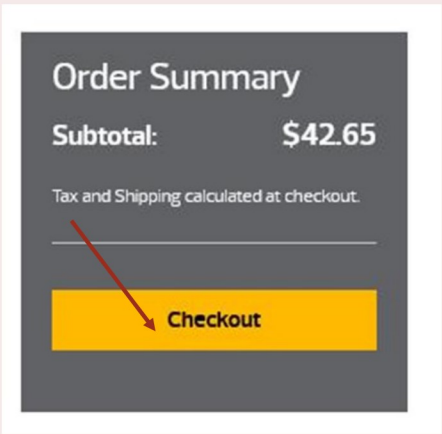 Order Summary
Subtotal: $42.65
Tax and Shipping calculated at checkout.
Checkout